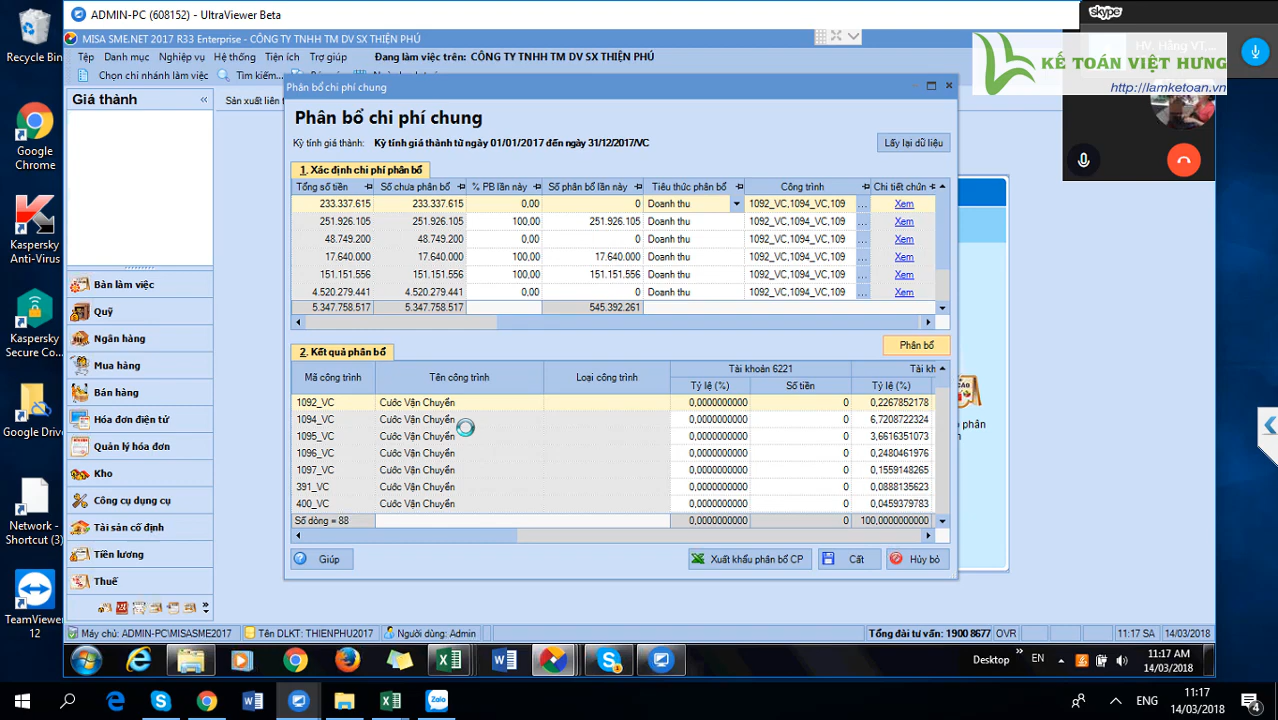 ADMIN-PC (608152) - UltraViewer Beta
skype
Recycle Bin
MISA SME.NET 2017 R33 Enterprise - CÔNG TY TNHH TM DV SX THIỆN PHÚ
HV. Hằng VT...
KẾ TOÁN VIỆT HƯNG
http://lamketoan.vn
Tệp Danh mục Nghiệp vụ Hệ thống Tiện ích Trợ giúp Đang làm việc trên: CÔNG TY TNHH TM DV SX THIỆN PHÚ
Chọn chi nhánh làm việc Tìm kiếm...
Giá thành «
Sản xuất liên t
Phân bổ chi phí chung
Phân bổ chi phí chung
Kỳ tính giá thành: Kỳ tính giá thành từ ngày 01/01/2017 đến ngày 31/12/2017/VC
Lấy lại dữ liệu
1. Xác định chi phí phân bổ
Tổng số tiền Số chưa phân bổ % PB lần này Số phân bổ lần này Tiêu thức phân bổ Công trình Chi tiết chứn
233.337.615 233.337.615 0,00 0 Doanh thu 1092_VC,1094_VC,109 ... Xem
251.926.105 251.926.105 100,00 251.926.105 Doanh thu 1092_VC,1094_VC,109 ... Xem
48.749.200 48.749.200 0,00 0 Doanh thu 1092_VC,1094_VC,109 ... Xem
17.640.000 17.640.000 100,00 17.640.000 Doanh thu 1092_VC,1094_VC,109 ... Xem
151.151.556 151.151.556 100,00 151.151.556 Doanh thu 1092_VC,1094_VC,109 ... Xem
4.520.279.441 4.520.279.441 0,00 0 Doanh thu 1092_VC,1094_VC,109 ... Xem
5.347.758.517 5.347.758.517 545.392.261
Phân bổ
2. Kết quả phân bổ
Mã công trình Tên công trình Loại công trình Tài khoản 6221 Tài kh
Tỷ lệ (%) Số tiền Tỷ lệ (%)
1092_VC Cước Vận Chuyển 0,0000000000 0 0,2267852178
1094_VC Cước Vận Chuyển 0,0000000000 0 6,7208722324
1095_VC Cước Vận Chuyển 0,0000000000 0 3,6616351073
1096_VC Cước Vận Chuyển 0,0000000000 0 0,2480461976
1097_VC Cước Vận Chuyển 0,0000000000 0 0,1559148265
391_VC Cước Vận Chuyển 0,0000000000 0 0,0888135623
400_VC Cước Vận Chuyển 0,0000000000 0 0,0459379783
Số dòng = 88 0,0000000000 0 100,0000000000
Giúp Xuất khẩu phân bổ CP Cất Hủy bỏ
phân
Google Chrome
Kaspersky Anti-Virus
Kaspersky Secure Co...
Google Drive
Network - Shortcut (3)
TeamViewer 12
Bàn làm việc
Quỹ
Ngân hàng
Mua hàng
Bán hàng
Hóa đơn điện tử
Quản lý hóa đơn
Kho
Công cụ dụng cụ
Tài sản cố định
Tiền lương
Thuế
Máy chủ: ADMIN-PC\MISASME2017 Tên DLKT: THIENPHU2017 Người dùng: Admin Tổng đài tư vấn: 1900 8677 OVR 11:17 SA 14/03/2018
Desktop » EN 11:17 AM
14/03/2018
ENG 11:17
14/03/2018
4